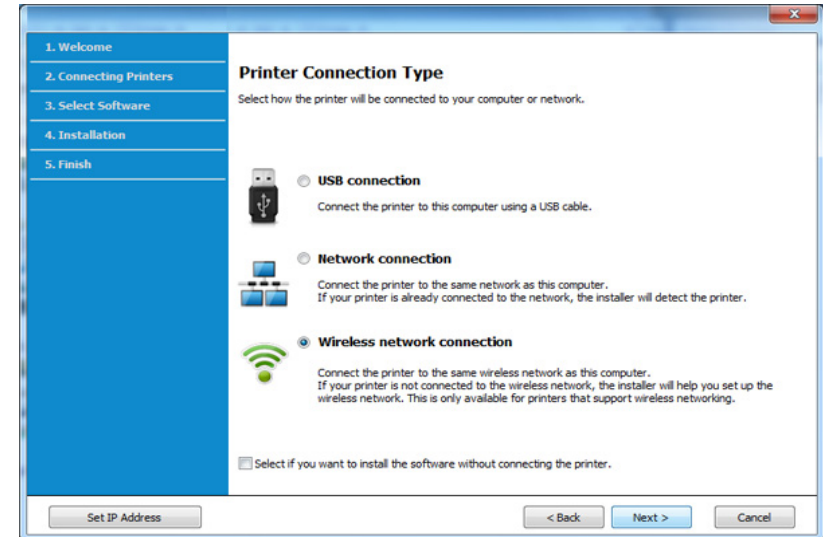 1. Welcome
2. Connecting Printers
3. Select Software
4. Installation
5. Finish
Printer Connection Type
Select how the printer will be connected to your computer or network.
USB connection
Connect the printer to this computer using a USB cable.
Network connection
Connect the printer to the same network as this computer.
If your printer is already connected to the network, the installer will detect the printer.
Wireless network connection
Connect the printer to the same wireless network as this computer.
If your printer is not connected to the wireless network, the installer will help you set up the
wireless network. This is only available for printers that support wireless networking.
Select if you want to install the software without connecting the printer.
Set IP Address
< Back
Next >
Cancel